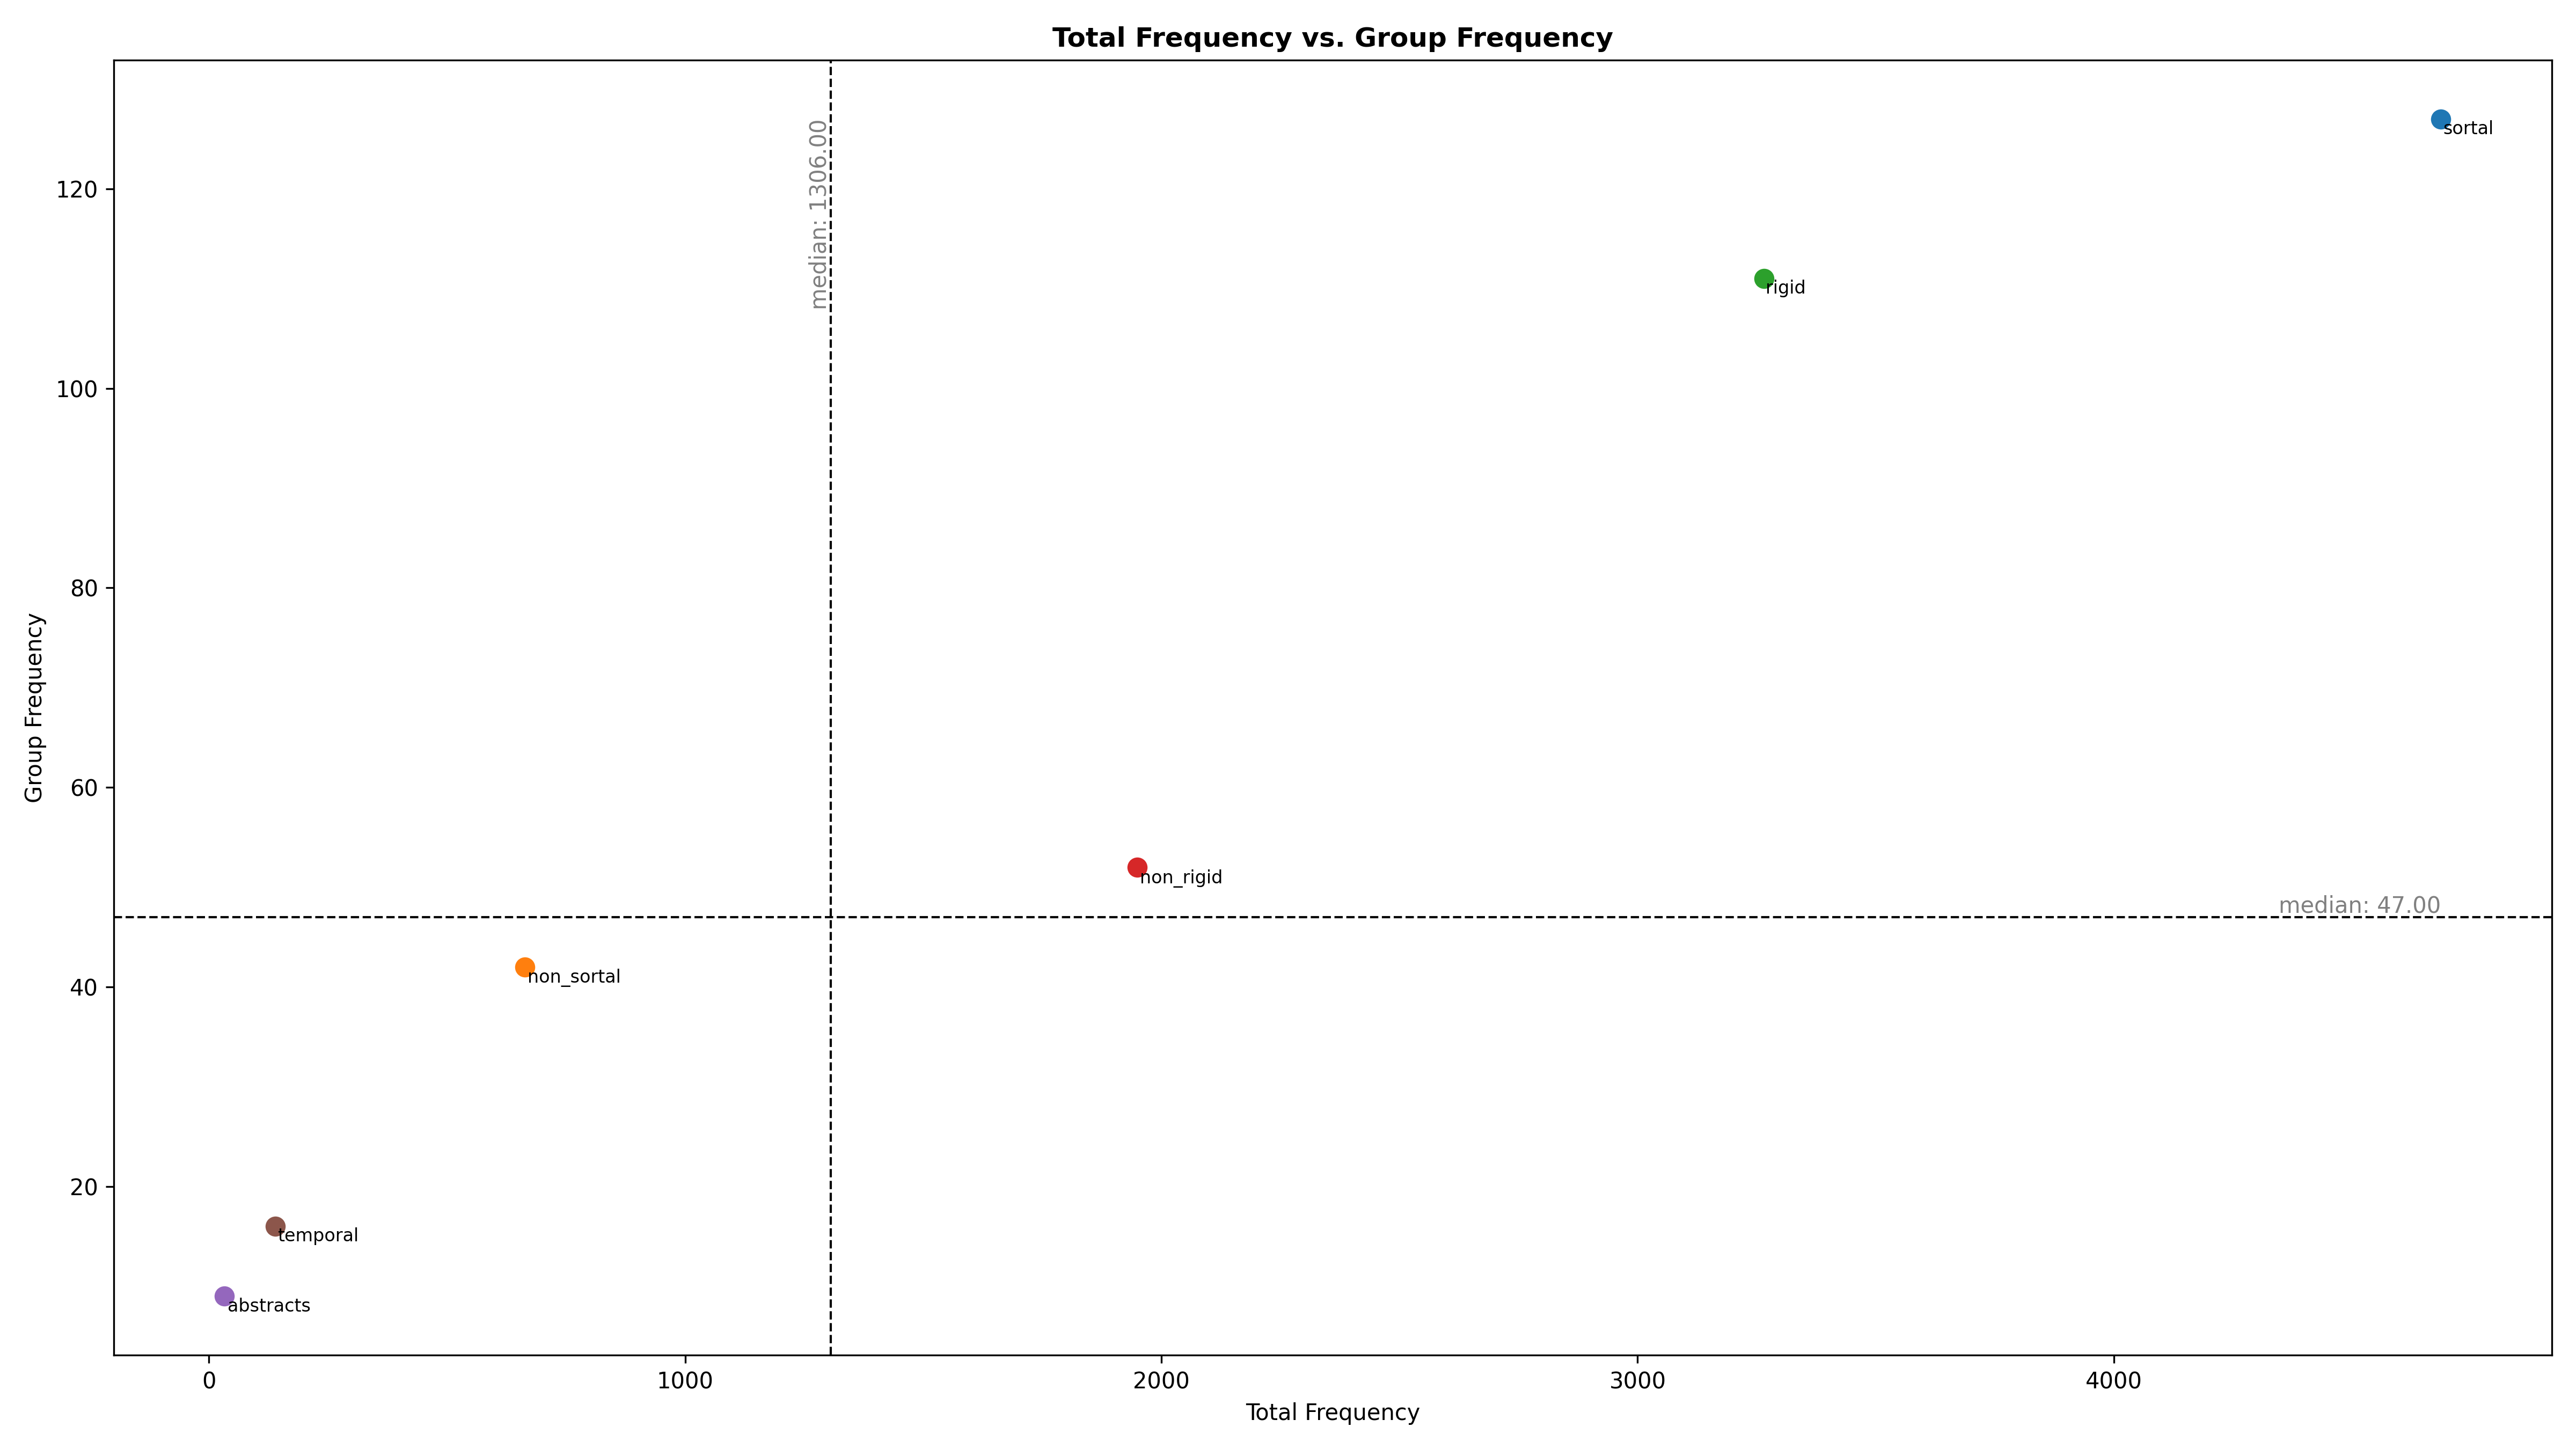 Total Frequency vs. Group Frequency
median: 1306.00
sortal
120
rigid
100
80
Group Frequency
60
non_rigid
median: 47.00
non_sortal
40
20
temporal
abstracts
0 1000 2000 3000 4000
Total Frequency